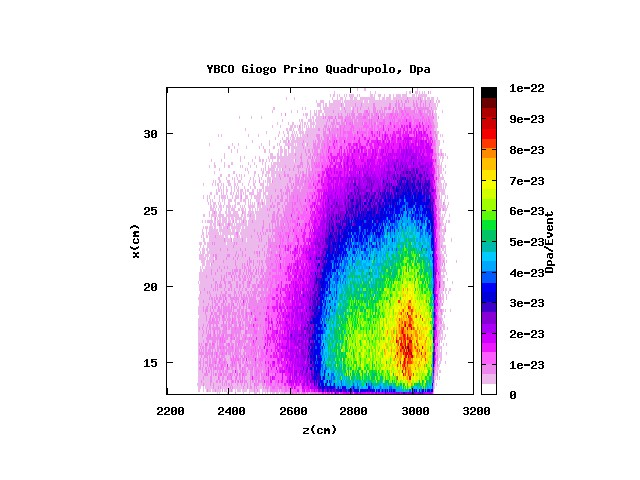 YBCO Giogo Primo Quadrupolo, Dpa
1e-22
9e-23
8e-23
7e-23
6e-23
5e-23
4e-23
3e-23
2e-23
1e-23
0
Dpa/Event
30
25
20
15
x(cm)
2200 2400 2600 2800 3000 3200
z(cm)